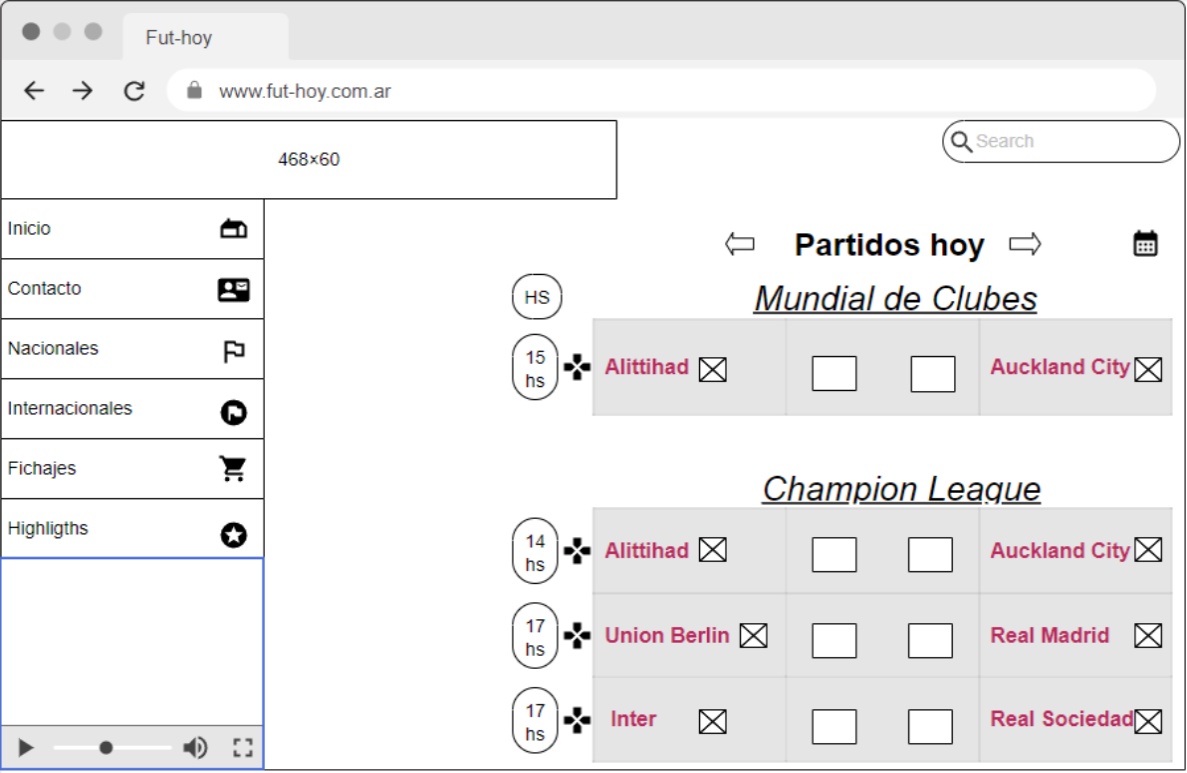 Fut-hoy
www.fut-hoy.com.ar
468×60
Search
Inicio
Contacto
Nacionales
Internacionales
Fichajes
Highligths
Partidos hoy
HS
Mundial de Clubes
15
hs
Alittihad
Auckland City
Champion League
14
hs
Alittihad
Auckland City
17
hs
Union Berlin
Real Madrid
17
hs
Inter
Real Sociedad